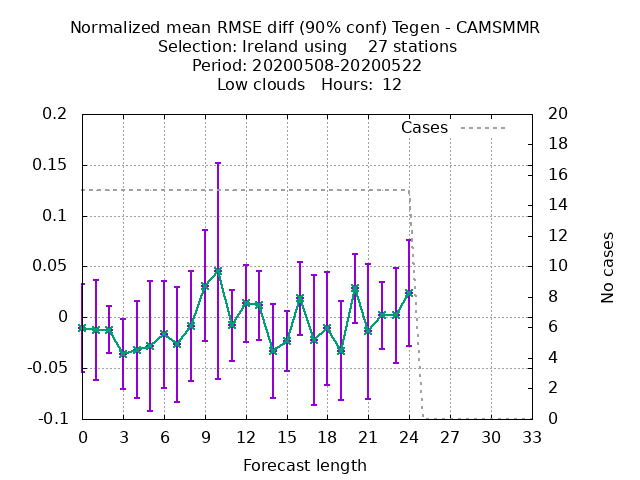 Normalized mean RMSE diff (90% conf) Tegen - CAMSMMR
Selection: Ireland using 27 stations
Period: 20200508-20200522
Low clouds Hours: 12
0.2
0.15
0.1
0.05
0
-0.05
-0.1
Cases
20
18
16
14
12
10
8
6
4
2
0
No cases
0 3 6 9 12 15 18 21 24 27 30 33
Forecast length